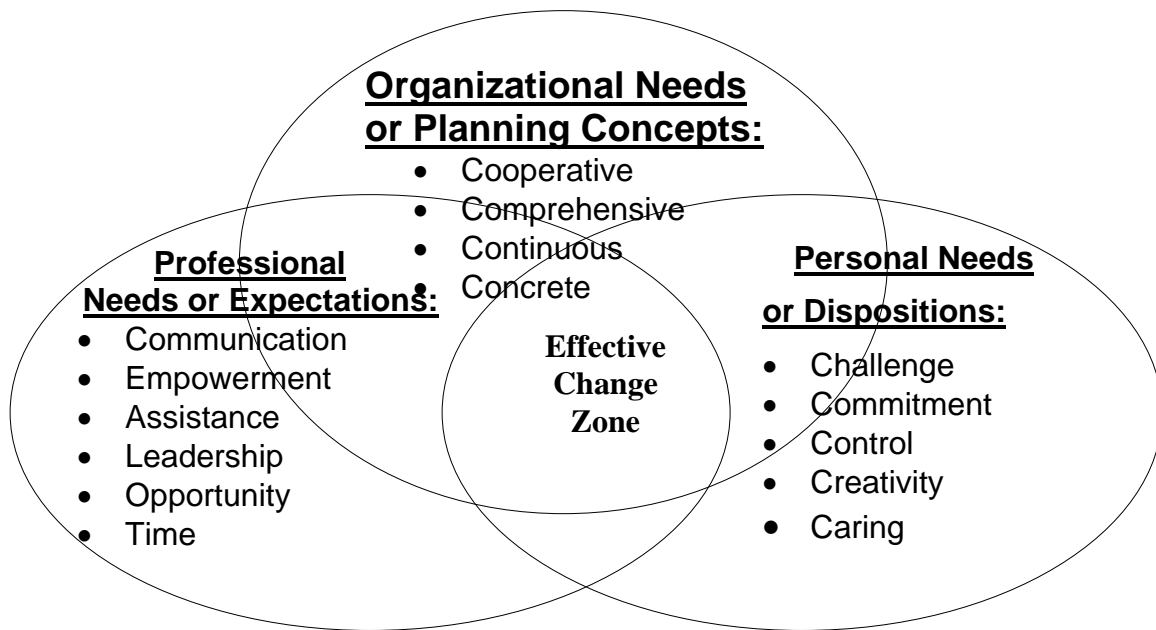 Organizational Needs
or Planning Concepts:
• Cooperative
• Comprehensive
• Continuous
• Concrete
Professional
Needs or Expectations:
• Communication
• Empowerment
• Assistance
• Leadership
• Opportunity
• Time
Effective
Change
Zone
Personal Needs
or Dispositions:
• Challenge
• Commitment
• Control
• Creativity
• Caring